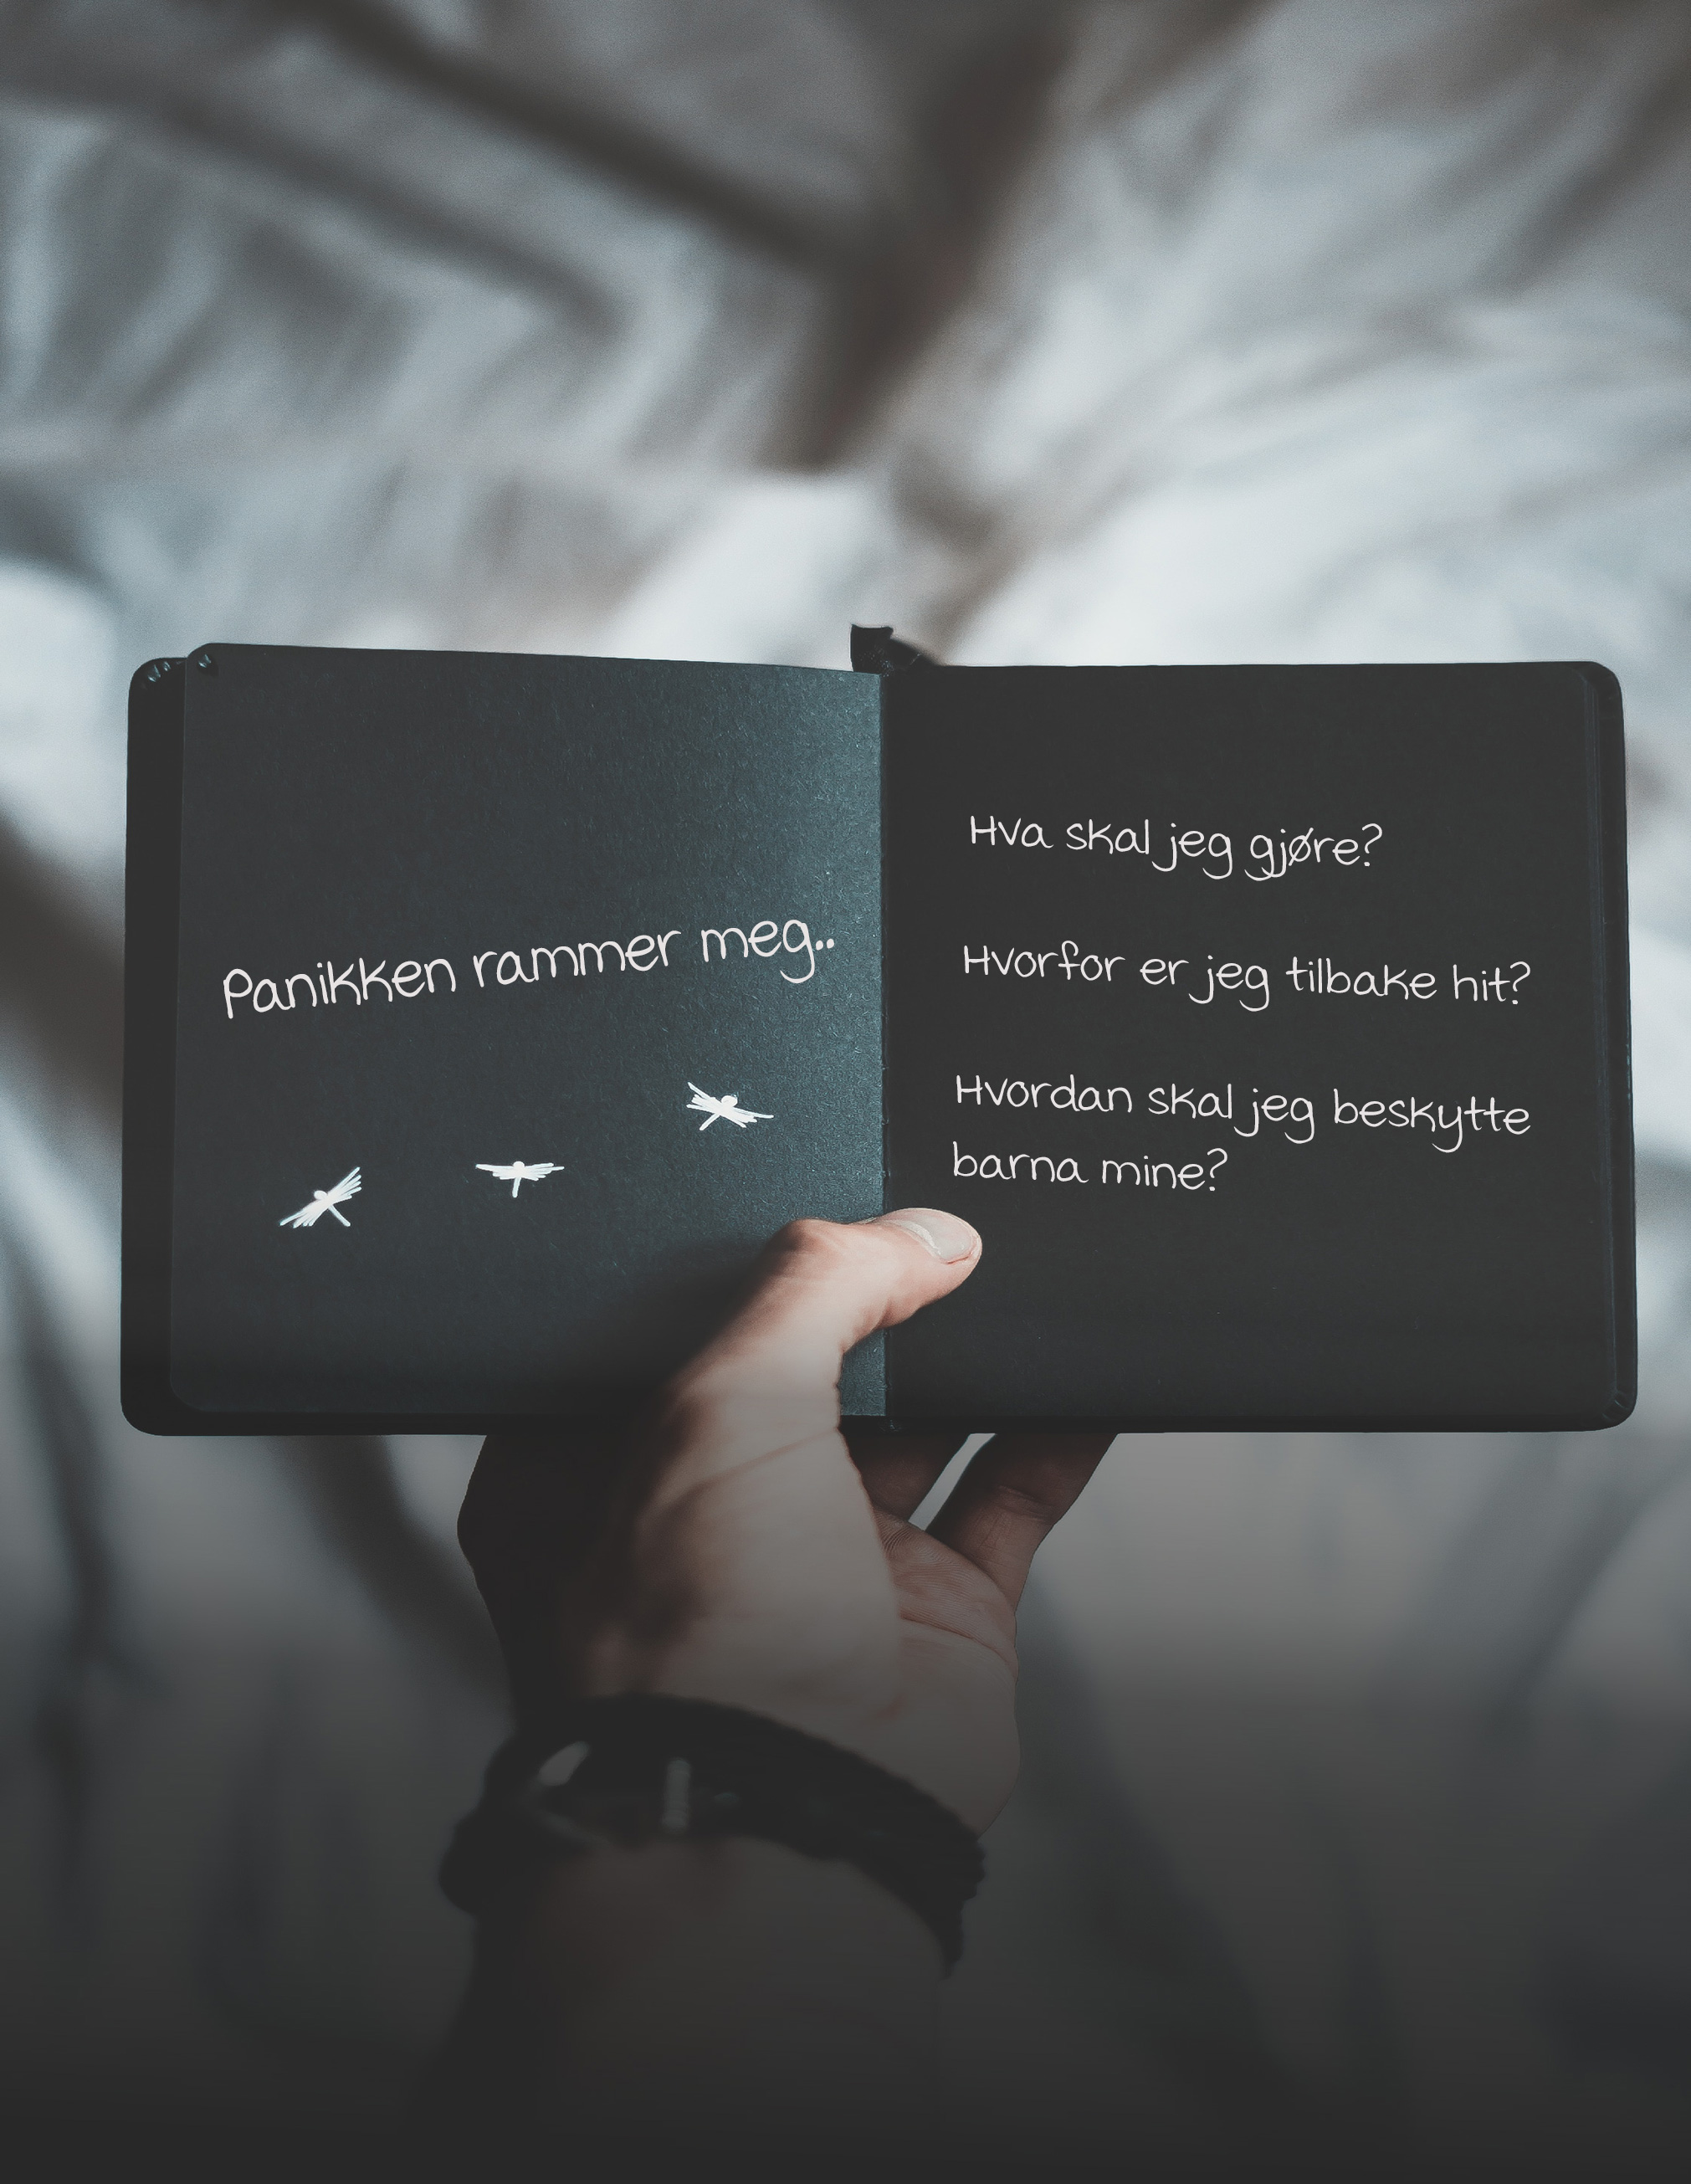 Panikken rammer meg..
Hva skal jeg gjøre?
Hvorfor er jeg tilbake hit?
Hvordan skal jeg beskytte
barna mine?